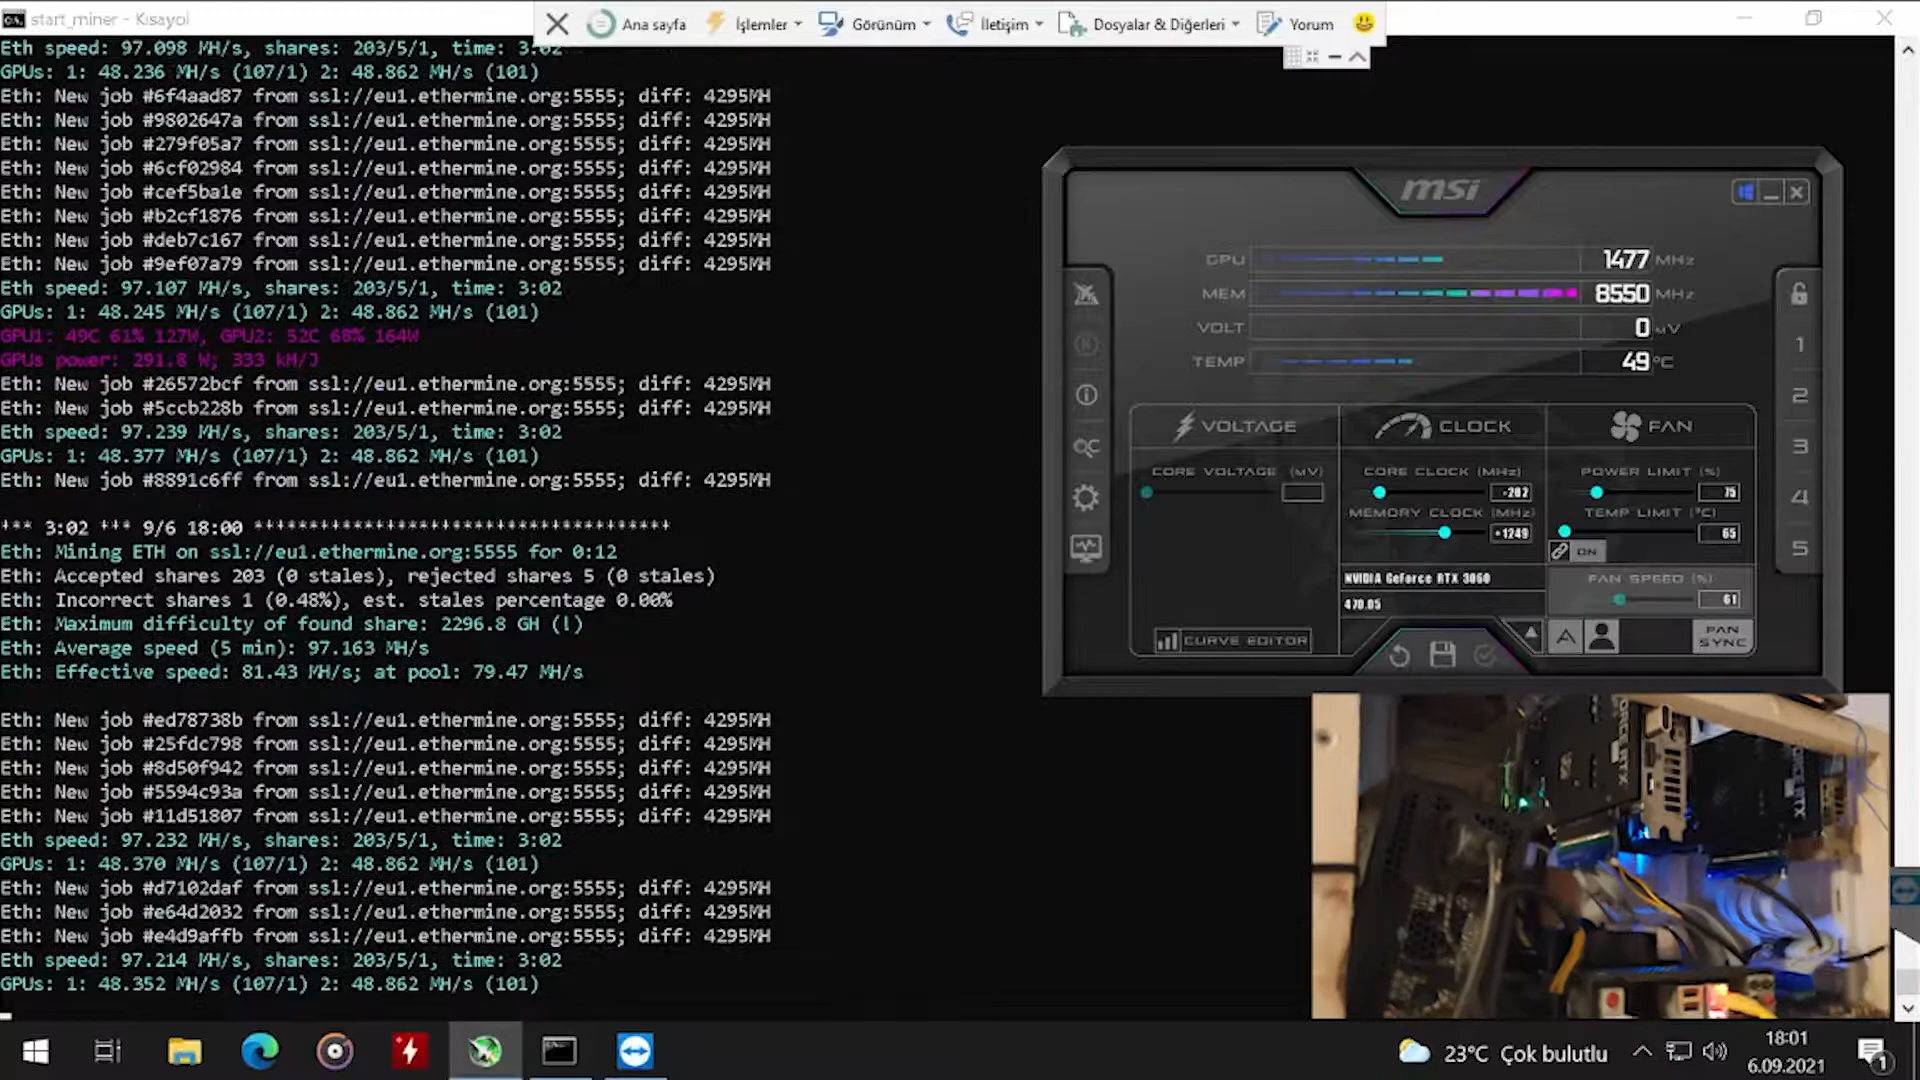 start_miner - Kısayol
Ana sayfa İşlemler Görünüm İletişim Dosyalar & Diğerleri Yorum
Eth speed: 97.098 MH/s, shares: 203/5/1, time: 3:02
GPUs: 1: 48.236 MH/s (107/1) 2: 48.862 MH/s (101)
Eth: New job #6f4aad87 from ssl://eu1.ethermine.org:5555; diff: 4295MH
Eth: New job #9802647a from ssl://eu1.ethermine.org:5555; diff: 4295MH
Eth: New job #279f05a7 from ssl://eu1.ethermine.org:5555; diff: 4295MH
Eth: New job #6cf02984 from ssl://eu1.ethermine.org:5555; diff: 4295MH
Eth: New job #cef5ba1e from ssl://eu1.ethermine.org:5555; diff: 4295MH
Eth: New job #b2cf1876 from ssl://eu1.ethermine.org:5555; diff: 4295MH
Eth: New job #deb7c167 from ssl://eu1.ethermine.org:5555; diff: 4295MH
Eth: New job #9ef07a79 from ssl://eu1.ethermine.org:5555; diff: 4295MH
Eth speed: 97.107 MH/s, shares: 203/5/1, time: 3:02
GPUs: 1: 48.245 MH/s (107/1) 2: 48.862 MH/s (101)
GPU1: 49C 61% 127W, GPU2: 52C 68% 164W
GPUs power: 291.8 W; 333 kH/J
Eth: New job #26572bcf from ssl://eu1.ethermine.org:5555; diff: 4295MH
Eth: New job #5ccb228b from ssl://eu1.ethermine.org:5555; diff: 4295MH
Eth speed: 97.239 MH/s, shares: 203/5/1, time: 3:02
GPUs: 1: 48.377 MH/s (107/1) 2: 48.862 MH/s (101)
Eth: New job #8891c6ff from ssl://eu1.ethermine.org:5555; diff: 4295MH
*** 3:02 *** 9/6 18:00 **************************************
Eth: Mining ETH on ssl://eu1.ethermine.org:5555 for 0:12
Eth: Accepted shares 203 (0 stales), rejected shares 5 (0 stales)
Eth: Incorrect shares 1 (0.48%), est. stales percentage 0.00%
Eth: Maximum difficulty of found share: 2296.8 GH (!)
Eth: Average speed (5 min): 97.163 MH/s
Eth: Effective speed: 81.43 MH/s; at pool: 79.47 MH/s
Eth: New job #ed78738b from ssl://eu1.ethermine.org:5555; diff: 4295MH
Eth: New job #25fdc798 from ssl://eu1.ethermine.org:5555; diff: 4295MH
Eth: New job #8d50f942 from ssl://eu1.ethermine.org:5555; diff: 4295MH
Eth: New job #5594c93a from ssl://eu1.ethermine.org:5555; diff: 4295MH
Eth: New job #11d51807 from ssl://eu1.ethermine.org:5555; diff: 4295MH
Eth speed: 97.232 MH/s, shares: 203/5/1, time: 3:02
GPUs: 1: 48.370 MH/s (107/1) 2: 48.862 MH/s (101)
Eth: New job #d7102daf from ssl://eu1.ethermine.org:5555; diff: 4295MH
Eth: New job #e64d2032 from ssl://eu1.ethermine.org:5555; diff: 4295MH
Eth: New job #e4d9affb from ssl://eu1.ethermine.org:5555; diff: 4295MH
Eth speed: 97.214 MH/s, shares: 203/5/1, time: 3:02
GPUs: 1: 48.352 MH/s (107/1) 2: 48.862 MH/s (101)
msi
GPU 1477 MHz
MEM 8550 MHz
VOLT 0 mV
TEMP 49 °C
1
2
3
4
5
OC
VOLTAGE
CORE VOLTAGE (MV)
CURVE EDITOR
CLOCK
CORE CLOCK (MHz) -202
MEMORY CLOCK (MHz) +1249
NVIDIA GeForce RTX 3060
470.05
FAN
POWER LIMIT (%) 75
TEMP LIMIT (°C) 65
ON
FAN SPEED (%) 61
A
FAN SYNC
23°C Çok bulutlu
18:01
6.09.2021
1